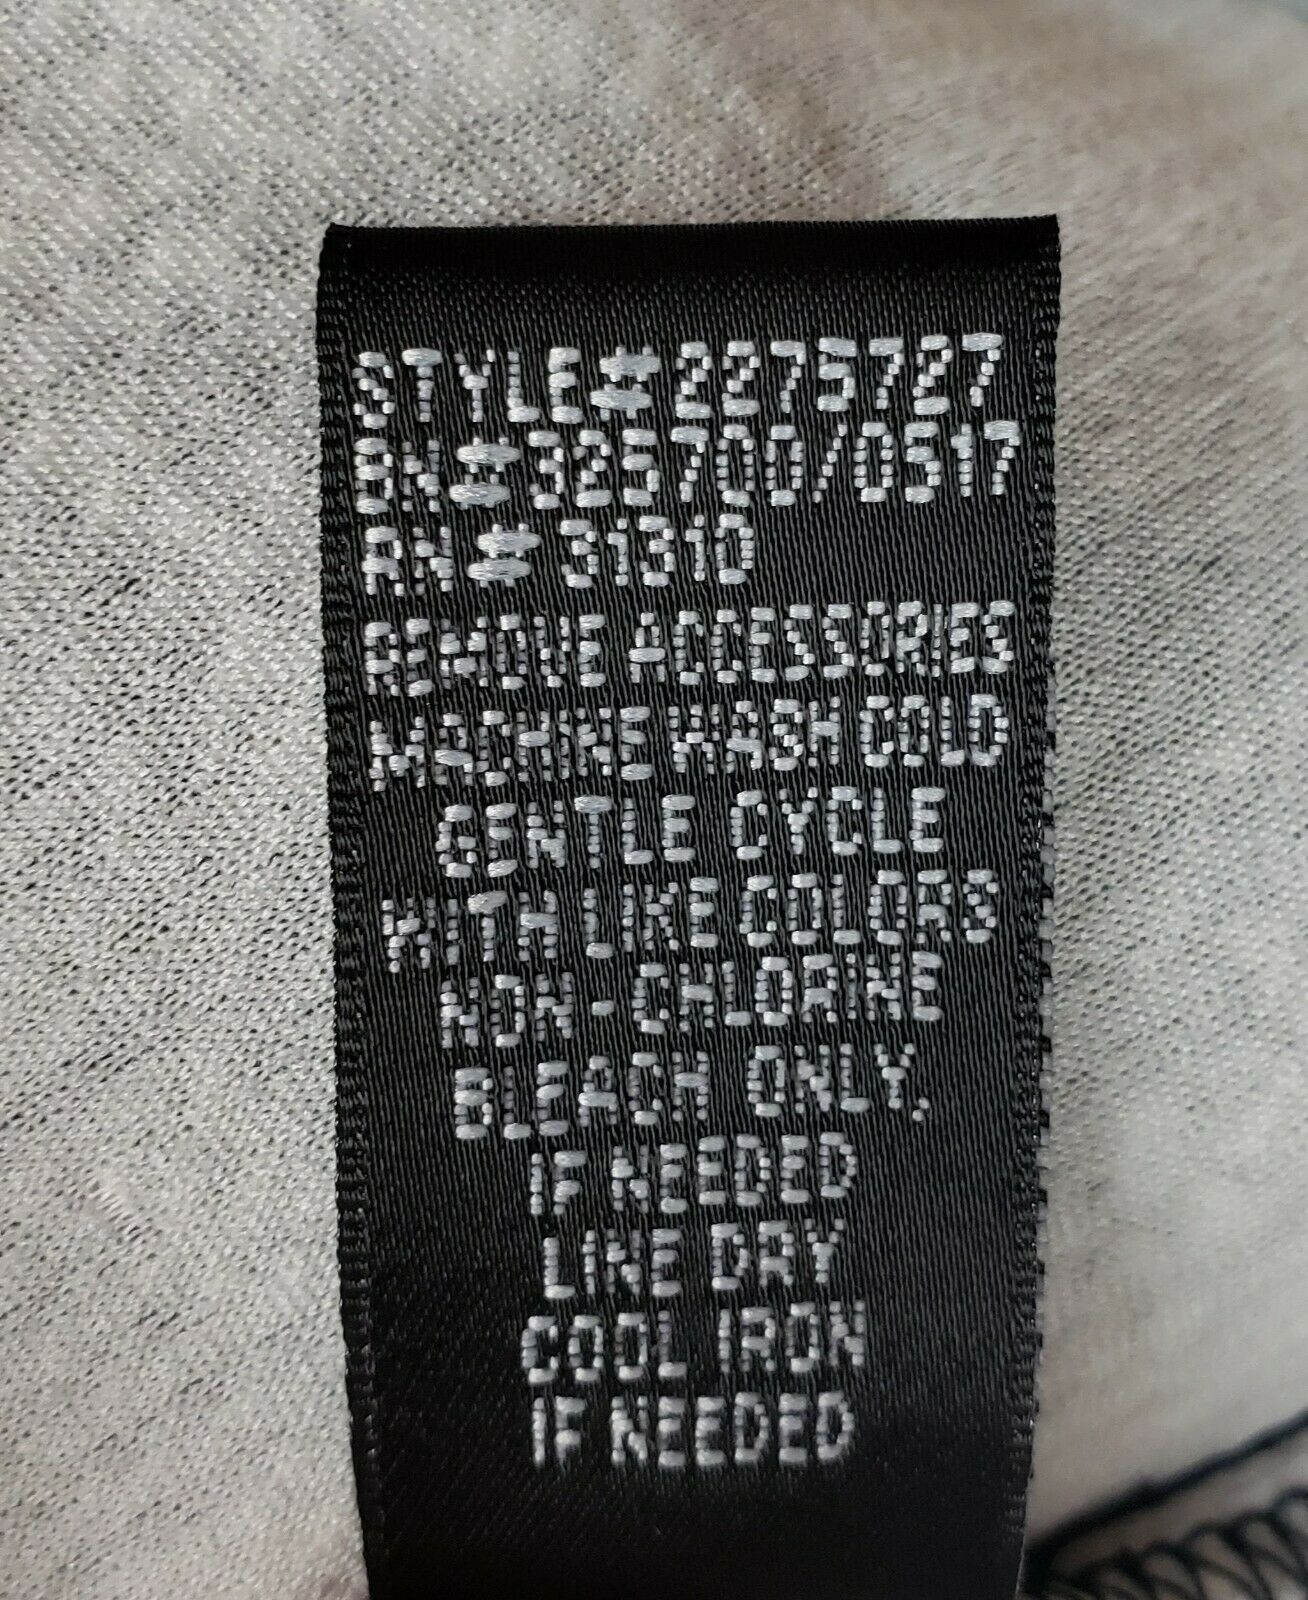 STYLE#2275727
BN#325700/0517
RN# 31310
REMOVE ACCESSORIES
MACHINE WASH COLD
GENTLE CYCLE
WITH LIKE COLORS
NON-CHLORINE
BLEACH ONLY,
IF NEEDED
LINE DRY
COOL IRON
IF NEEDED